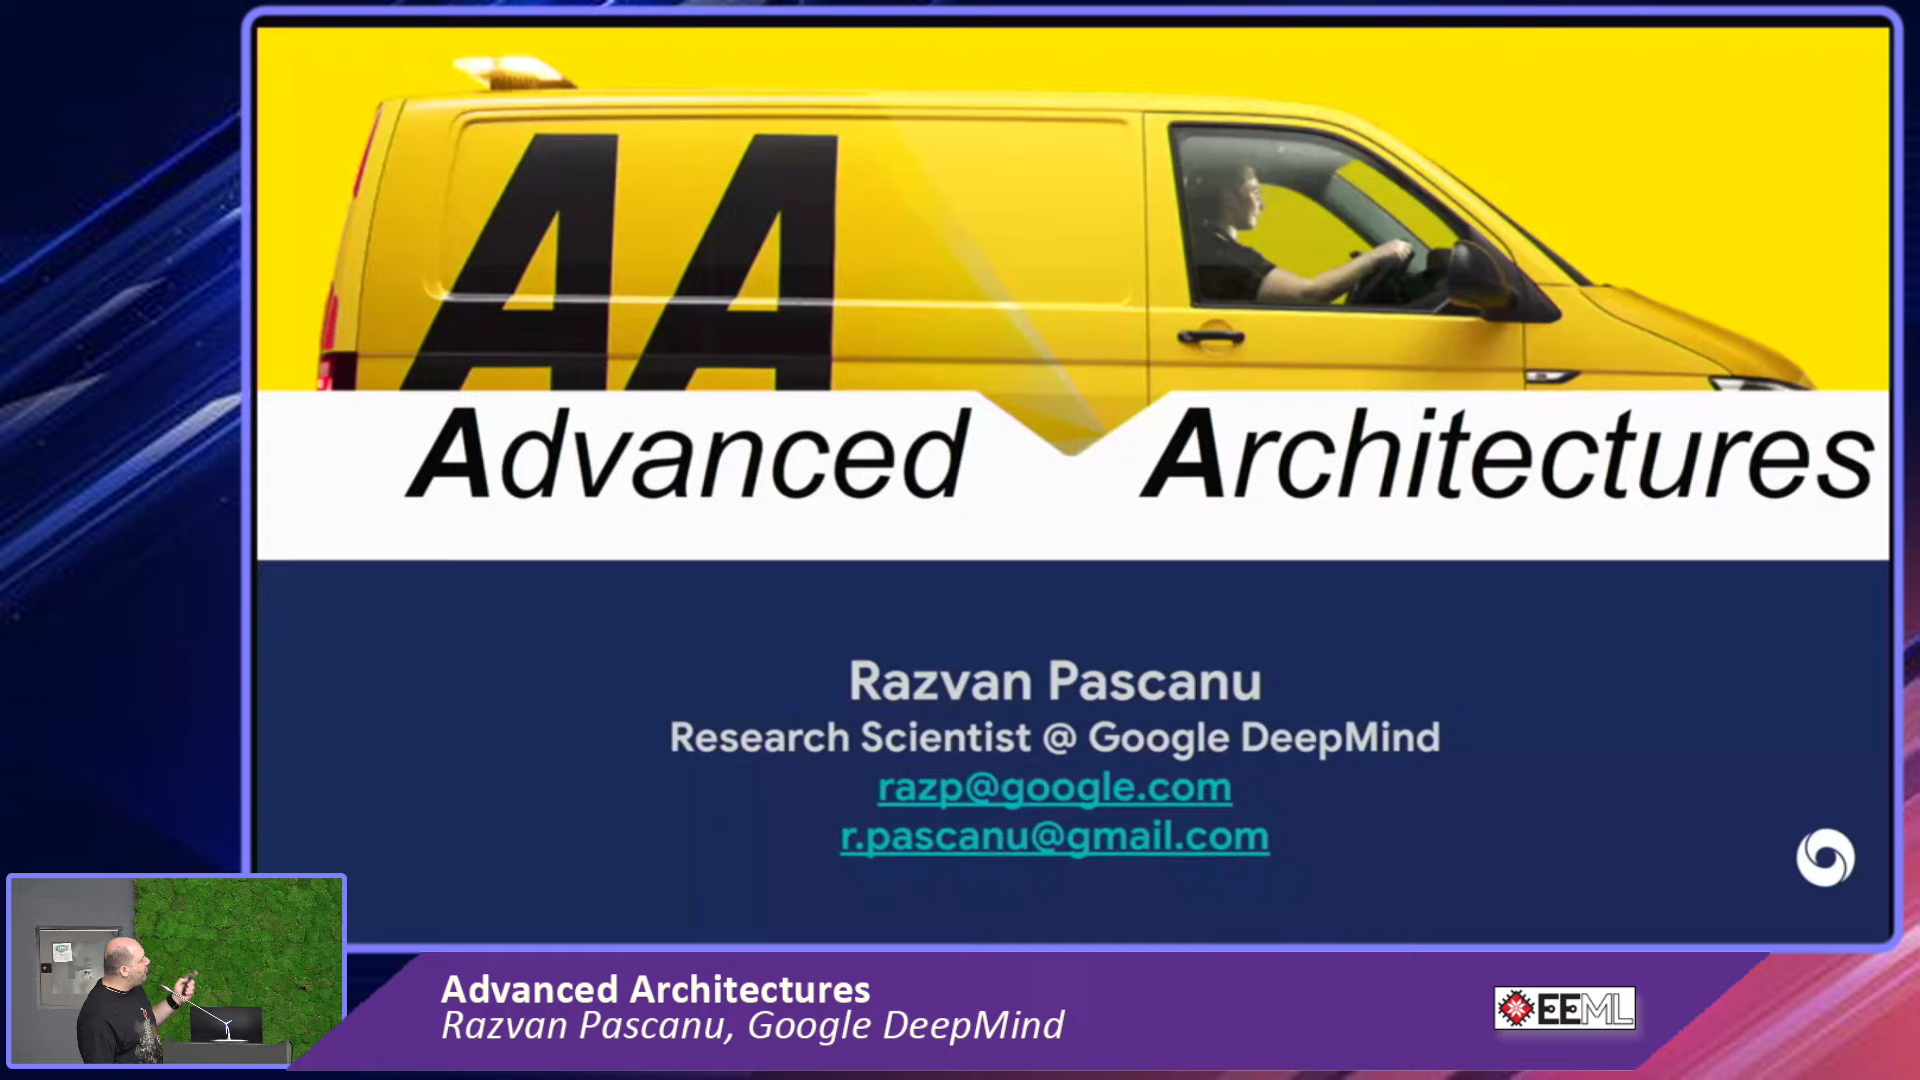 AA
Advanced Architectures
Razvan Pascanu
Research Scientist @ Google DeepMind
razp@google.com
r.pascanu@gmail.com
Advanced Architectures
Razvan Pascanu, Google DeepMind
EEML